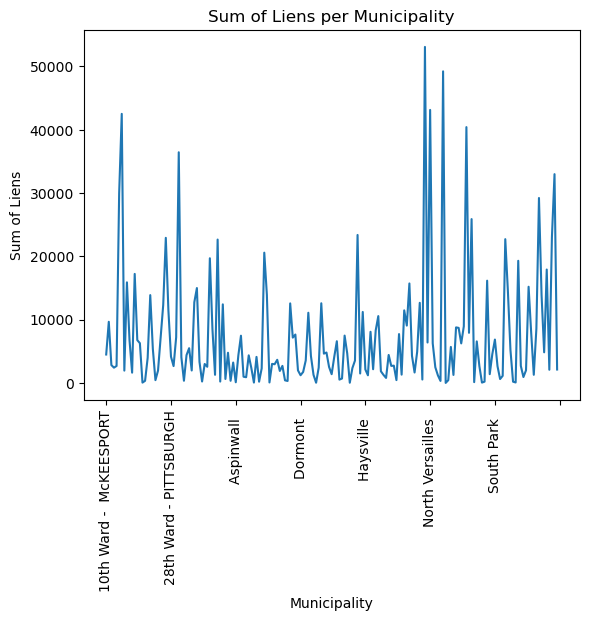 Sum of Liens per Municipality
50000
40000
30000
20000
10000
0
Sum of Liens
10th Ward -  McKEESPORT
28th Ward - PITTSBURGH
Aspinwall
Dormont
Haysville
North Versailles
South Park
Municipality